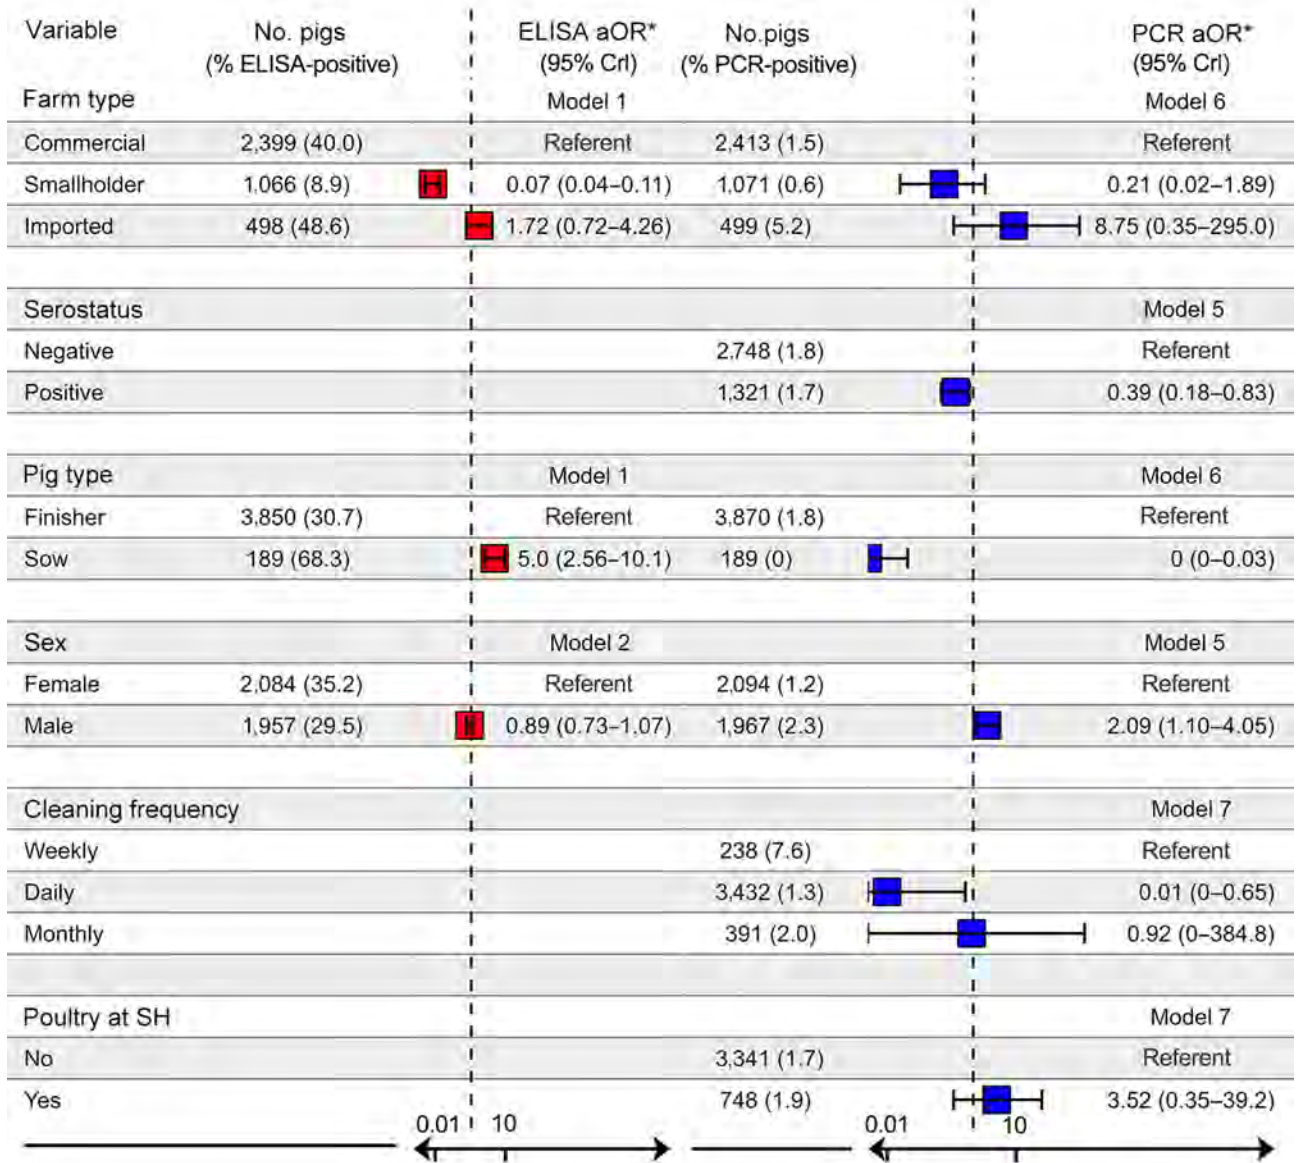 Variable No. pigs ELISA aOR* No.pigs PCR aOR*
(% ELISA-positive) (95% CrI) (% PCR-positive) (95% CrI)
Farm type Model 1 Model 6
Commercial 2,399 (40.0) Referent 2,413 (1.5) Referent
Smallholder 1,066 (8.9) 0.07 (0.04–0.11) 1,071 (0.6) 0.21 (0.02–1.89)
Imported 498 (48.6) 1.72 (0.72–4.26) 499 (5.2) 8.75 (0.35–295.0)
Serostatus Model 5
Negative 2.748 (1.8) Referent
Positive 1,321 (1.7) 0.39 (0.18–0.83)
Pig type Model 1 Model 6
Finisher 3,850 (30.7) Referent 3,870 (1.8) Referent
Sow 189 (68.3) 5.0 (2.56–10.1) 189 (0) 0 (0–0.03)
Sex Model 2 Model 5
Female 2,084 (35.2) Referent 2,094 (1.2) Referent
Male 1,957 (29.5) 0.89 (0.73–1.07) 1,967 (2.3) 2.09 (1.10–4.05)
Cleaning frequency Model 7
Weekly 238 (7.6) Referent
Daily 3,432 (1.3) 0.01 (0–0.65)
Monthly 391 (2.0) 0.92 (0–384.8)
Poultry at SH Model 7
No 3,341 (1.7) Referent
Yes 748 (1.9) 3.52 (0.35–39.2)
0.01 10 0.01 10